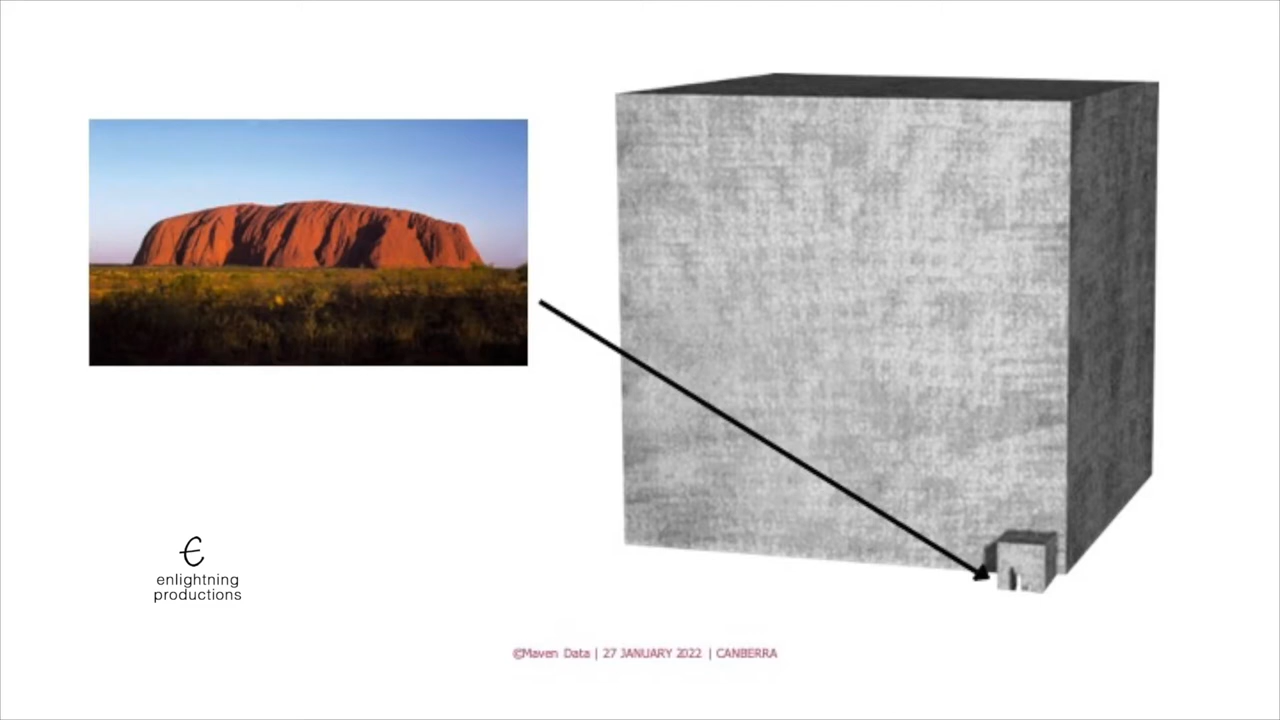 €
enlightning
productions
©Maven Data | 27 JANUARY 2022 | CANBERRA